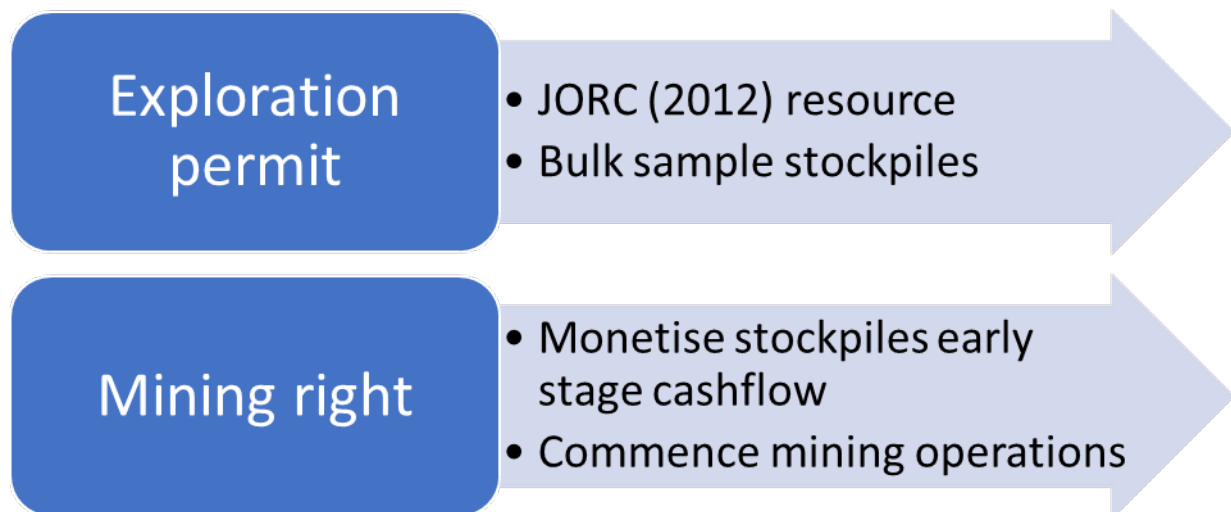 Exploration
permit
• JORC (2012) resource
• Bulk sample stockpiles
Mining right
• Monetise stockpiles early
stage cashflow
• Commence mining operations